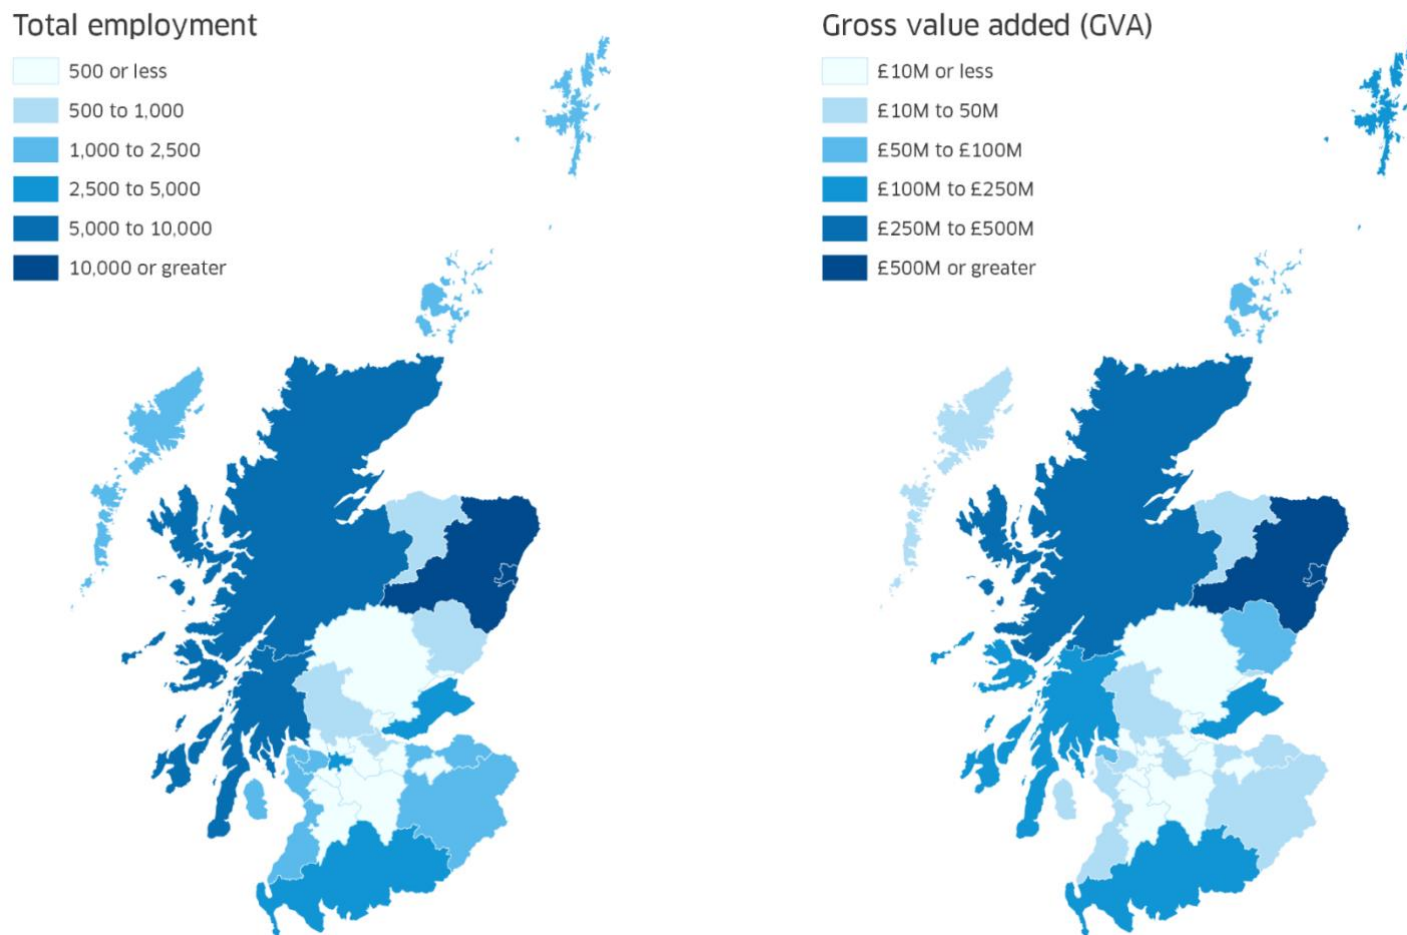 Total employment
500 or less
500 to 1,000
1,000 to 2,500
2,500 to 5,000
5,000 to 10,000
10,000 or greater
Gross value added (GVA)
£10M or less
£10M to 50M
£50M to £100M
£100M to £250M
£250M to £500M
£500M or greater